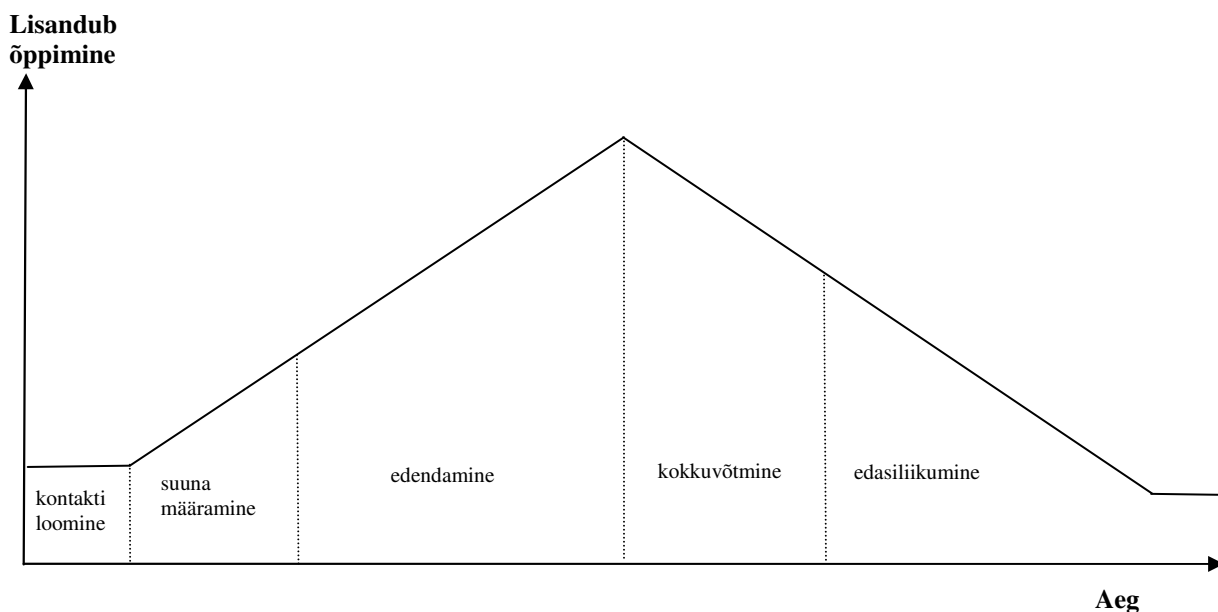 Lisandub
õppimine
kontakti
loomine
suuna
määramine
edendamine
kokkuvõtmine
edasiliikumine
Aeg